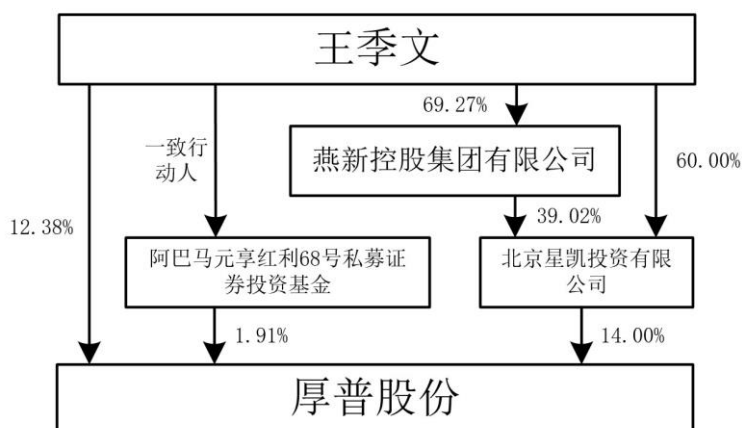 王季文
69.27%
一致行
动人
燕新控股集团有限公司
60.00%
12.38%
39.02%
阿巴马元享红利68号私募证
券投资基金
北京星凯投资有限
公司
1.91%
14.00%
厚普股份